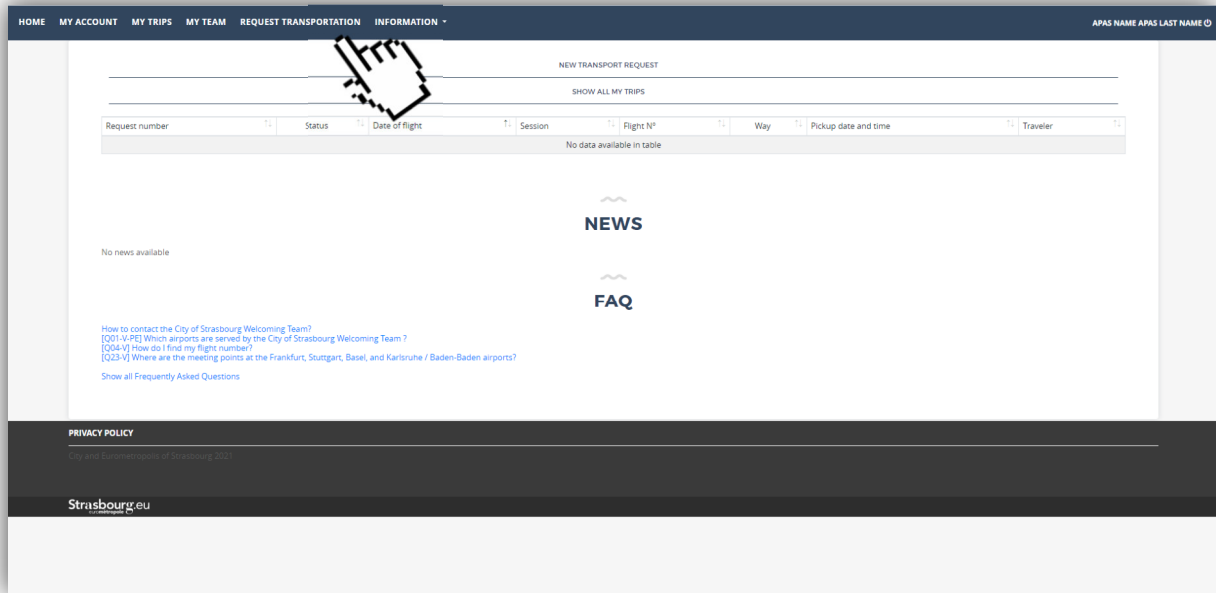 HOME MY ACCOUNT MY TRIPS MY TEAM REQUEST TRANSPORTATION INFORMATION APAS NAME APAS LAST NAME
NEW TRANSPORT REQUEST
SHOW ALL MY TRIPS
Request number Status Date of flight Session Flight N° Way Pickup date and time Traveler
No data available in table
NEWS
No news available
FAQ
How to contact the City of Strasbourg Welcoming Team?
[Q01-V-PE] Which airports are served by the City of Strasbourg Welcoming Team ?
[Q04-V] How do I find my flight number?
[Q23-V] Where are the meeting points at the Frankfurt, Stuttgart, Basel, and Karlsruhe / Baden-Baden airports?
Show all Frequently Asked Questions
PRIVACY POLICY
City and Eurometropolis of Strasbourg 2021
Strasbourg.eu
eurométropole